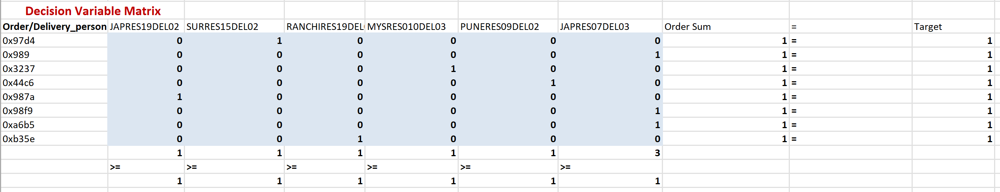 Decision Variable Matrix
Order/Delivery_person JAPRES19DEL02 SURRES15DEL02 RANCHIRES19DEL MYSRES010DEL03 PUNERES09DEL02 JAPRES07DEL03 Order Sum = Target
0x97d4 0 1 0 0 0 0 1 = 1
0x989 0 0 0 0 0 1 1 = 1
0x3237 0 0 0 1 0 0 1 = 1
0x44c6 0 0 0 0 1 0 1 = 1
0x987a 1 0 0 0 0 0 1 = 1
0x98f9 0 0 0 0 0 1 1 = 1
0xa6b5 0 0 0 0 0 1 1 = 1
0xb35e 0 0 1 0 0 0 1 = 1
1 1 1 1 1 3
>= >= >= >= >= >=
1 1 1 1 1 1